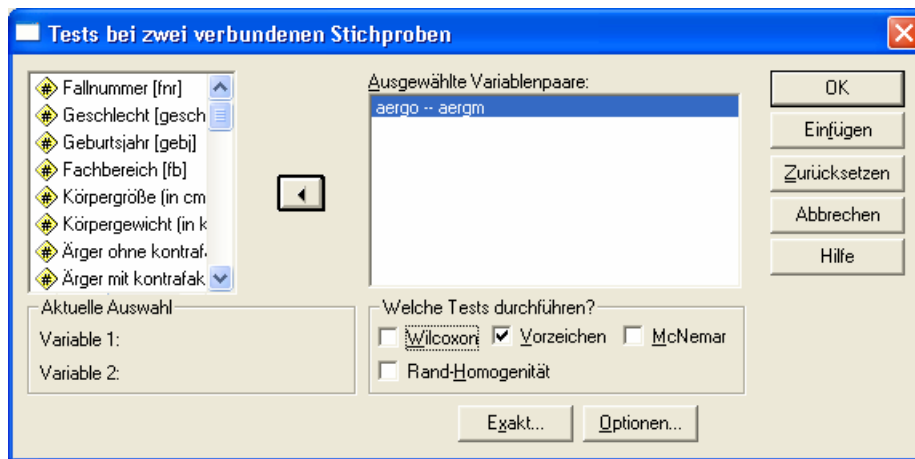 Tests bei zwei verbundenen Stichproben
Fallnummer [fnr]
Geschlecht [gesch
Geburtsjahr [gebj]
Fachbereich [fb]
Körpergröße (in cm
Körpergewicht (in k
Ärger ohne kontraf
Ärger mit kontrafak
Ausgewählte Variablenpaare:
aergo -- aergm
OK
Einfügen
Zurücksetzen
Abbrechen
Hilfe
Aktuelle Auswahl
Variable 1:
Variable 2:
Welche Tests durchführen?
Wilcoxon Vorzeichen McNemar
Rand-Homogenität
Exakt... Optionen...